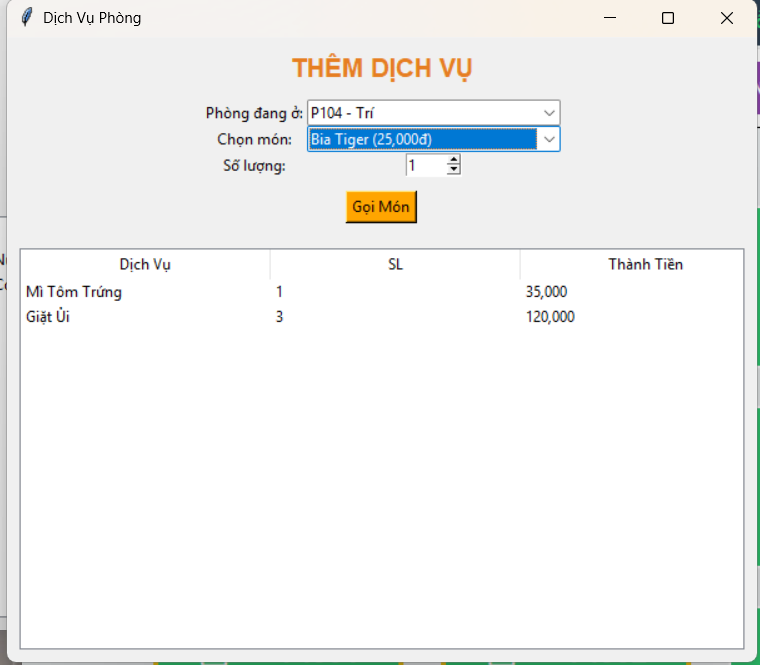 Dịch Vụ Phòng
THÊM DỊCH VỤ
Phòng đang ở: P104 - Trí
Chọn món: Bia Tiger (25,000đ)
Số lượng: 1
Gọi Món
Dịch Vụ SL Thành Tiền
Mì Tôm Trứng 1 35,000
Giặt Ủi 3 120,000